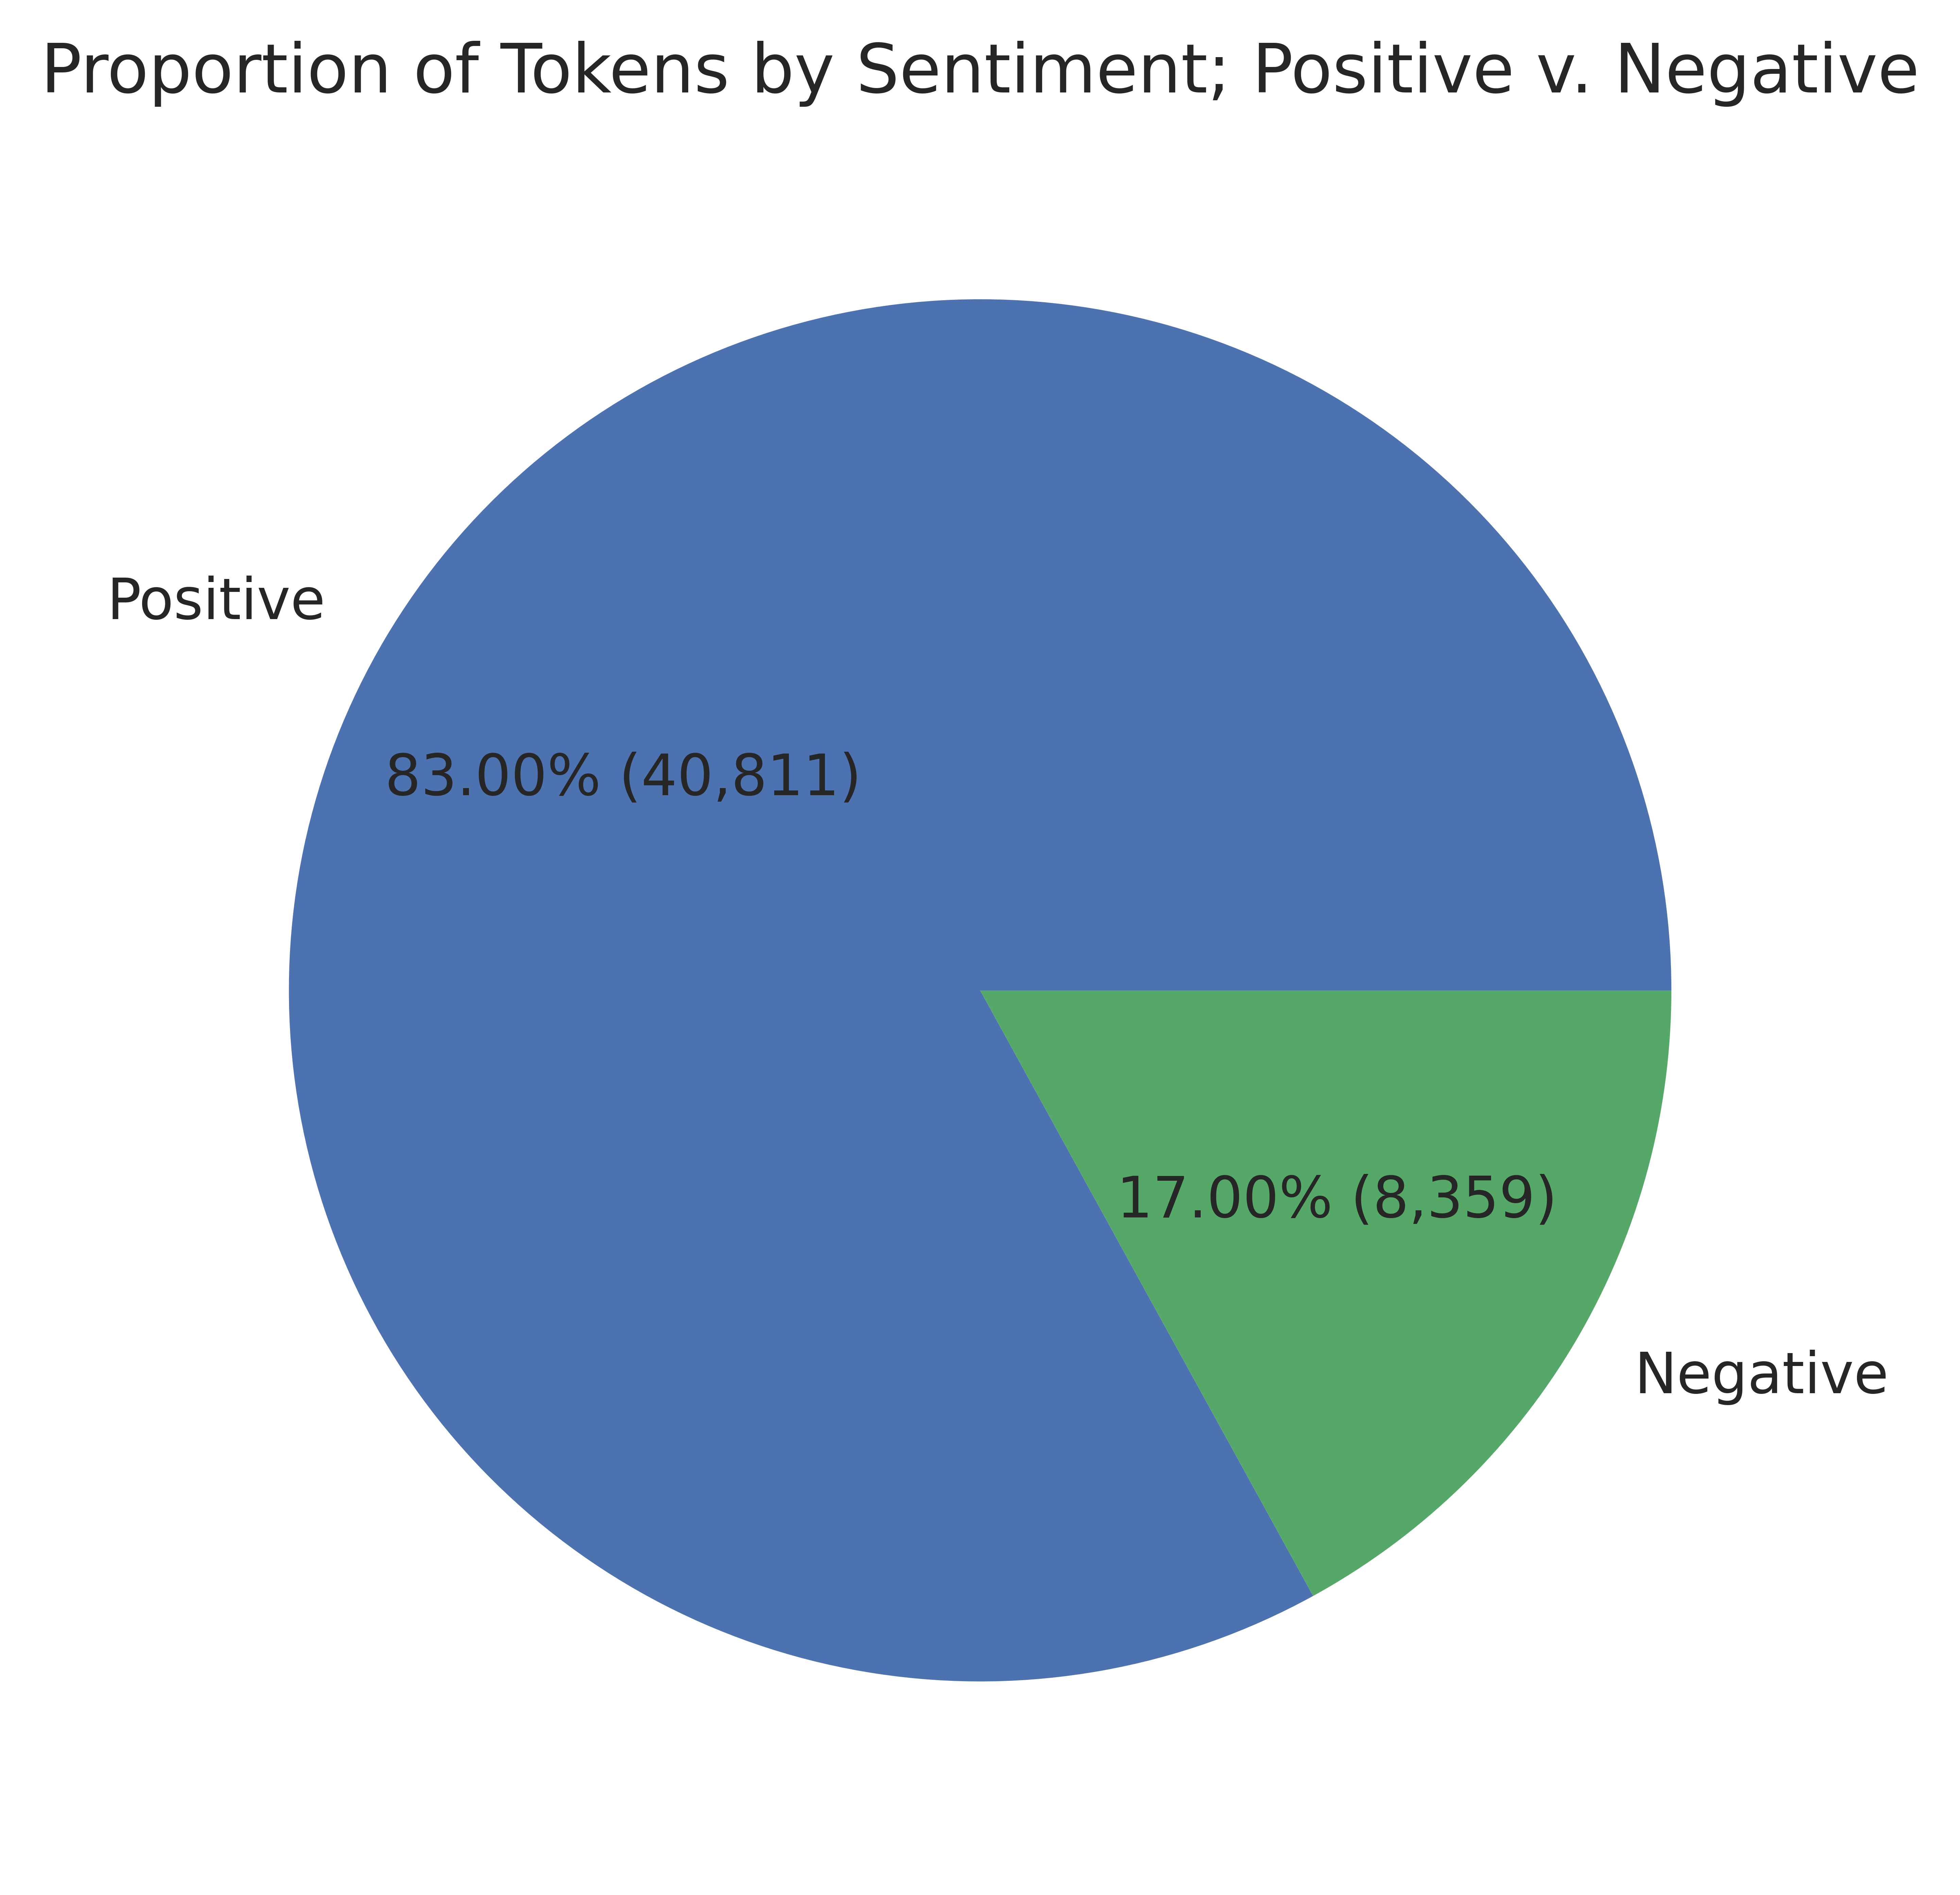 Proportion of Tokens by Sentiment; Positive v. Negative
Positive
83.00% (40,811)
17.00% (8,359)
Negative